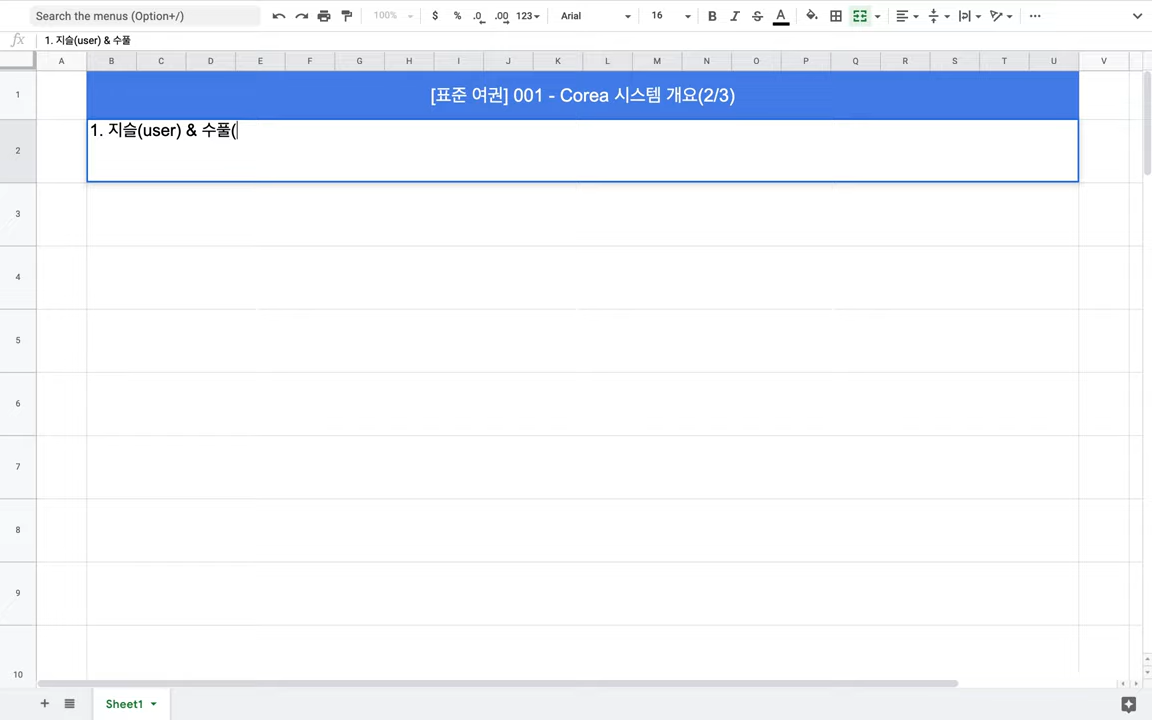 Search the menus (Option+/)
100%
$ % .0 .00 123
Arial
16
B I S A
fx 1. 지슬(user) & 수풀
A B C D E F G H I J K L M N O P Q R S T U V
1 [표준 여권] 001 - Corea 시스템 개요(2/3)
2 1. 지슬(user) & 수풀(
3
4
5
6
7
8
9
10
Sheet1